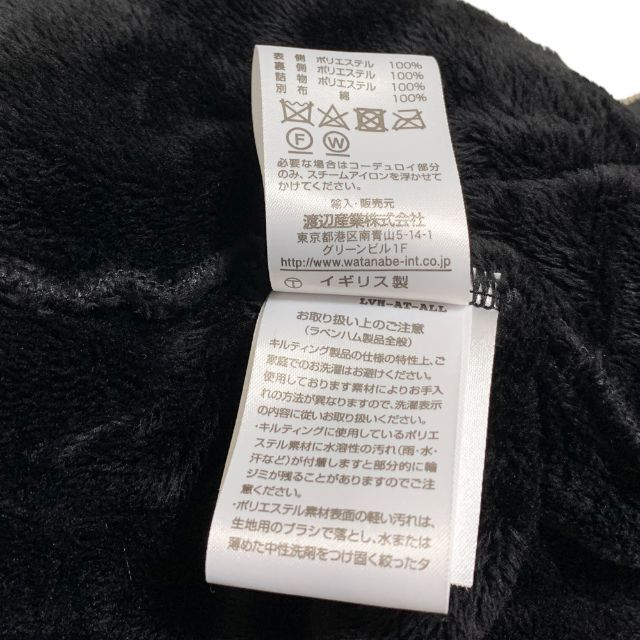 表 側 ポリエステル 100%
裏 側 ポリエステル 100%
詰 物 ポリエステル 100%
別 布 綿 100%
F W
必要な場合はコーデュロイ部分
のみ、スチームアイロンを浮かせて
かけてください。
輸入・販売元
渡辺産業株式会社
東京都港区南青山5-14-1
グリーンビル1F
http://www.watanabe-int.co.jp
Ⓣ イギリス製
LVH-AT-ALL
お取り扱い上のご注意
(ラベンハム製品全般)
キルティング製品の仕様の特性上、ご
家庭でのお洗濯はお避けください。
使用しております素材によりお手入
れの方法が異なりますので、洗濯表示
の内容に従いお取り扱いください。
・キルティングに使用しているポリエ
ステル素材に水溶性の汚れ(雨・水・
汗など)が付着しますと部分的に輪
ジミが残ることがありますのでご注
意ください。
・ポリエステル表面の軽い汚れは、
生地用のブラシで落とし、水または
薄めた中性洗剤をつけ固く絞ったタ